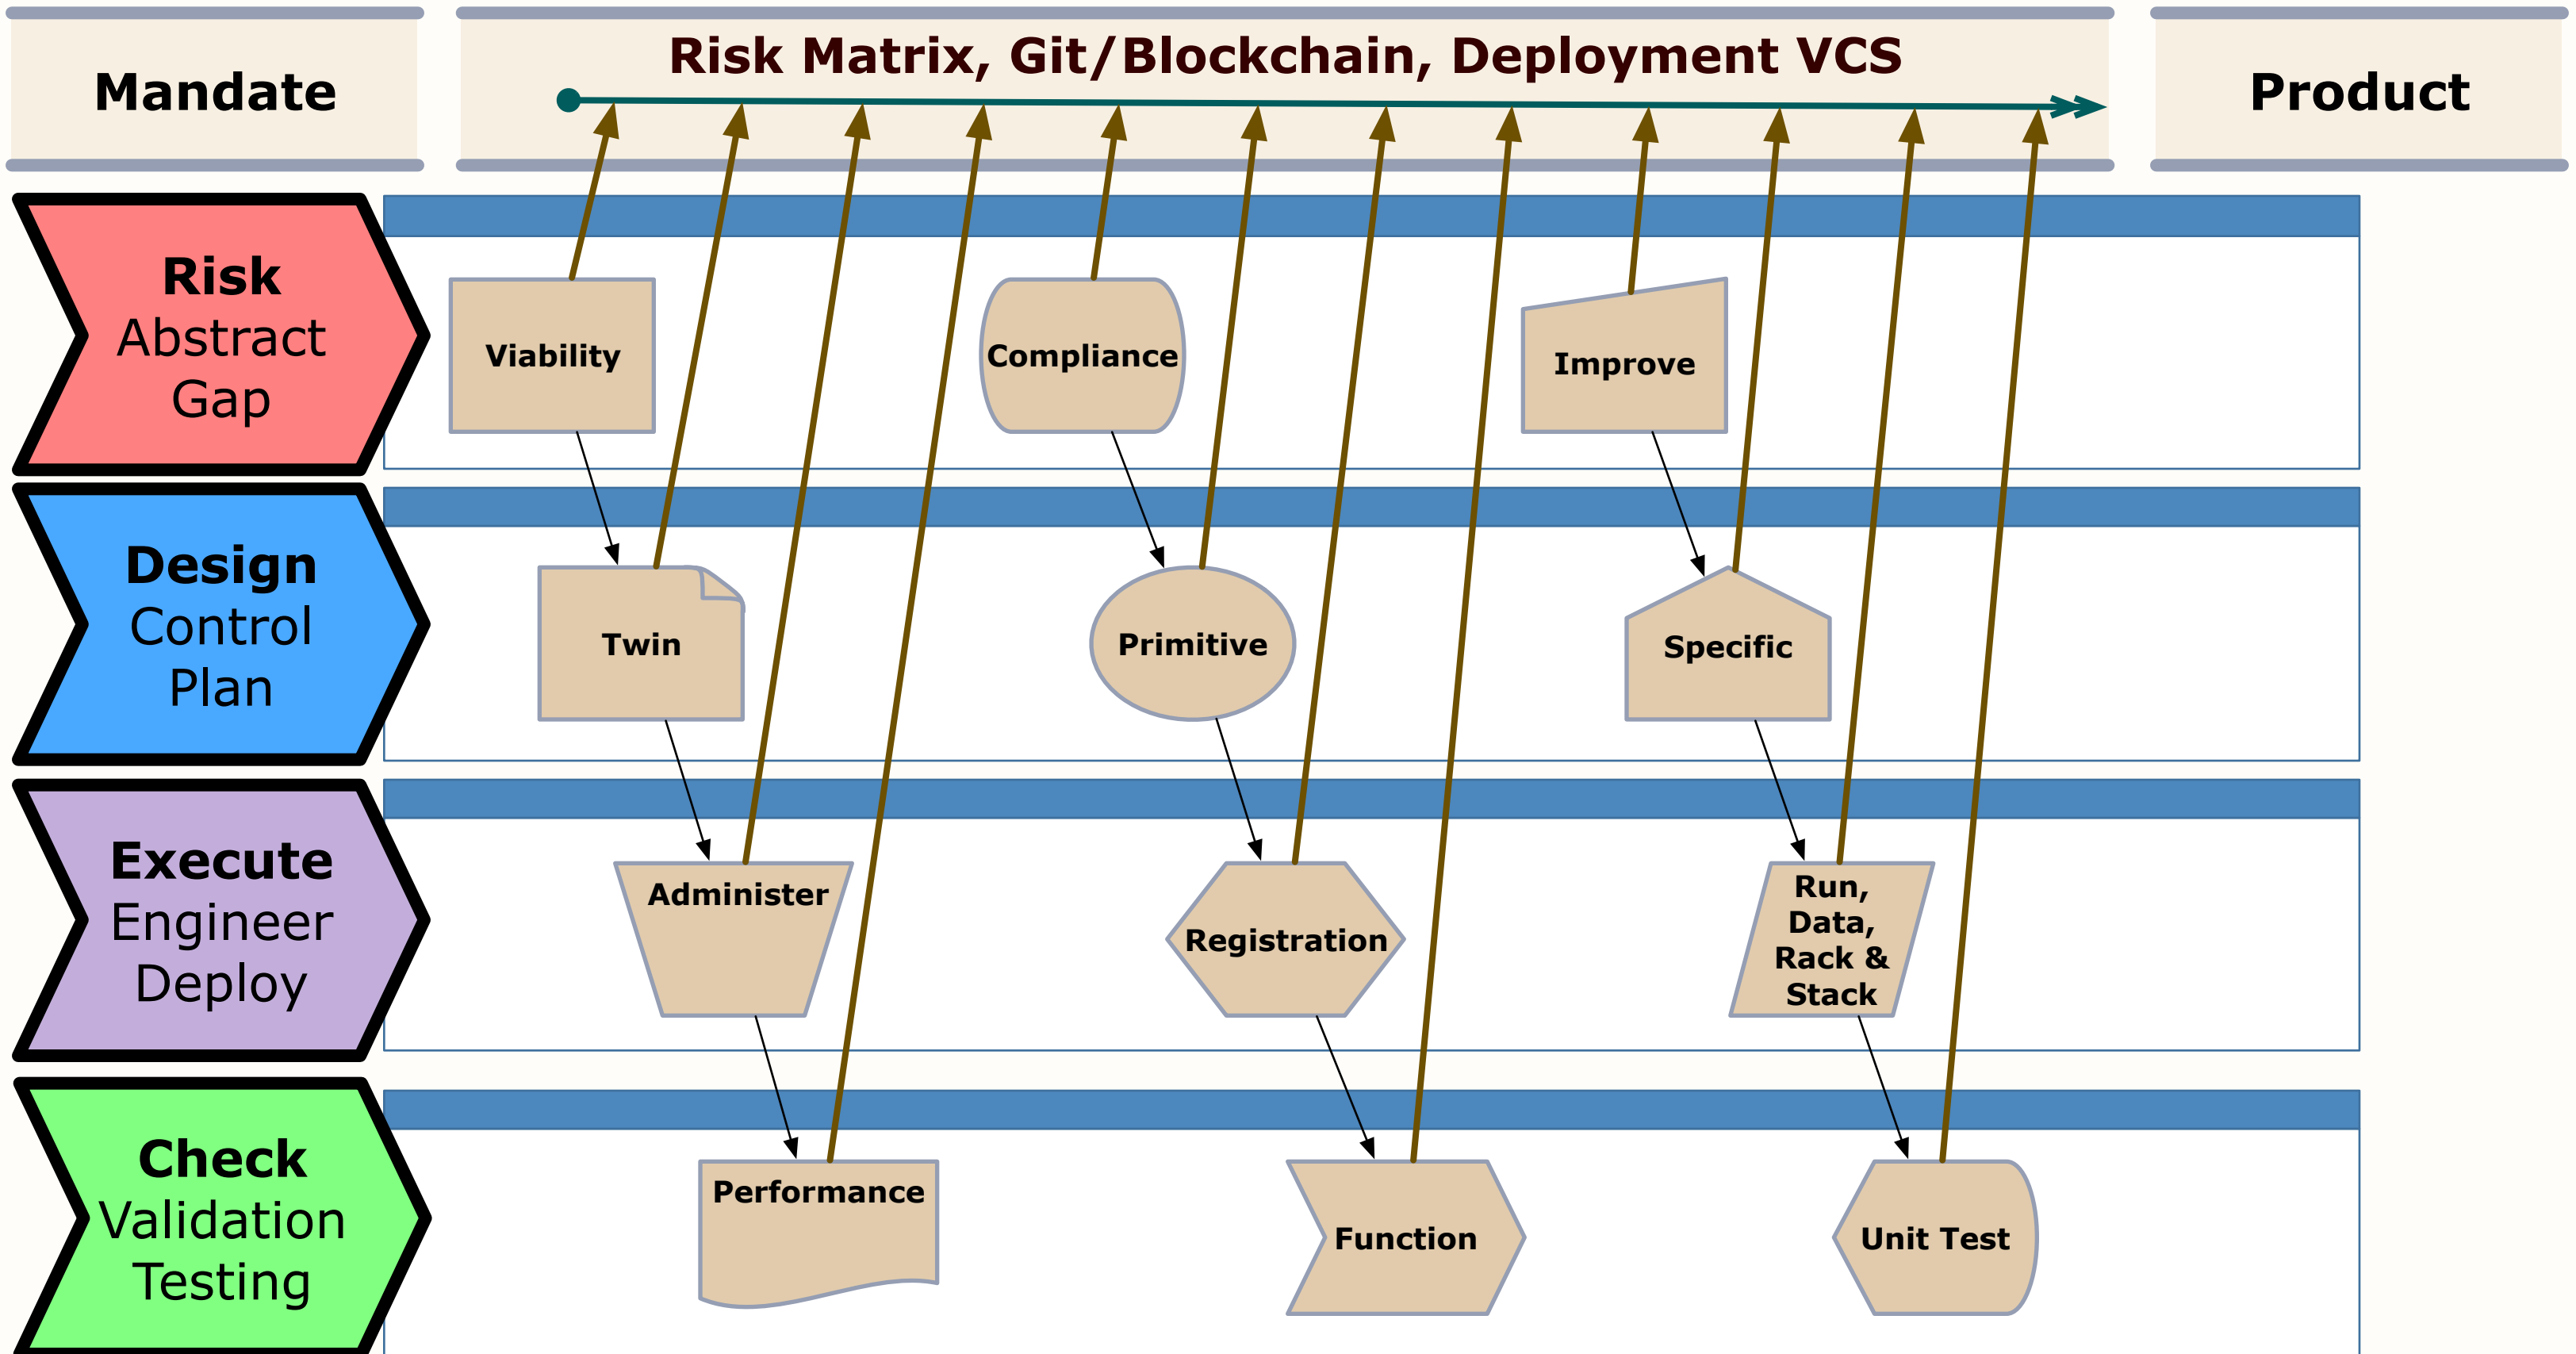 Mandate
Risk Matrix, Git/Blockchain, Deployment VCS
Product
Risk
Abstract
Gap
Viability
Compliance
Improve
Design
Control
Plan
Twin
Primitive
Specific
Execute
Engineer
Deploy
Administer
Registration
Run,
Data,
Rack &
Stack
Check
Validation
Testing
Performance
Function
Unit Test